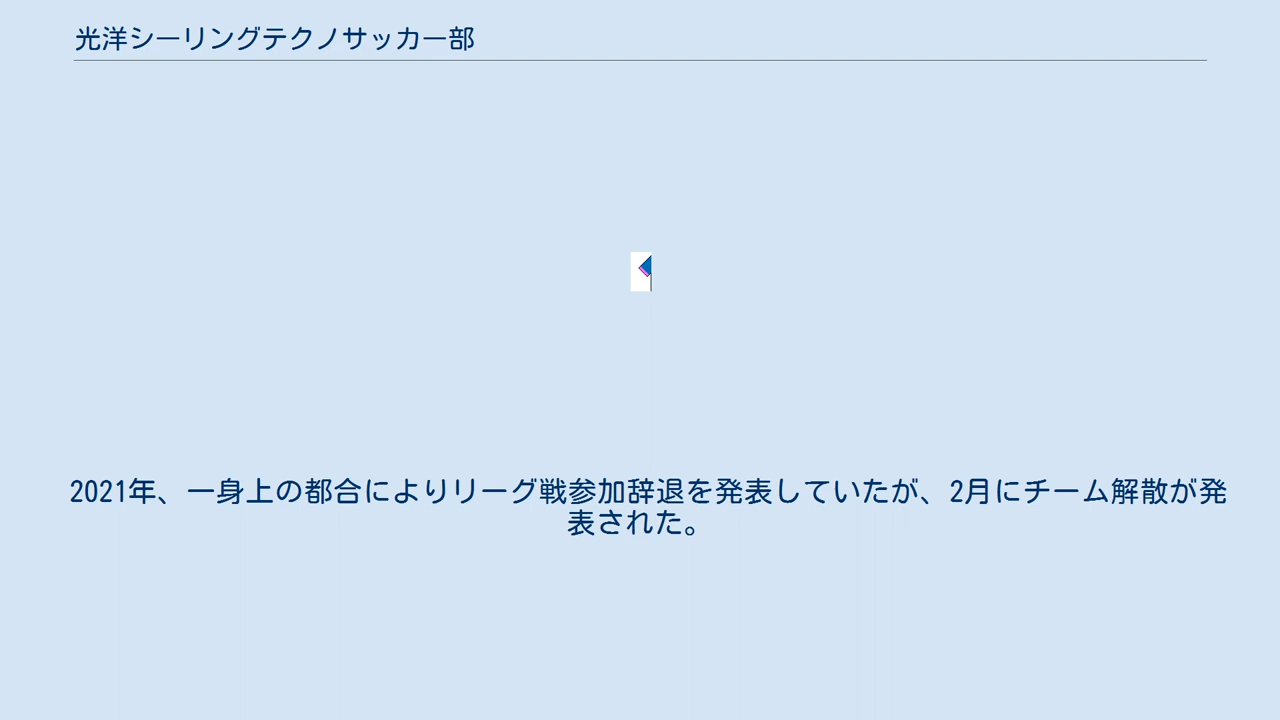 光洋シーリングテクノサッカー部
2021年、一身上の都合によりリーグ戦参加辞退を発表していたが、2月にチーム解散が発
表された。